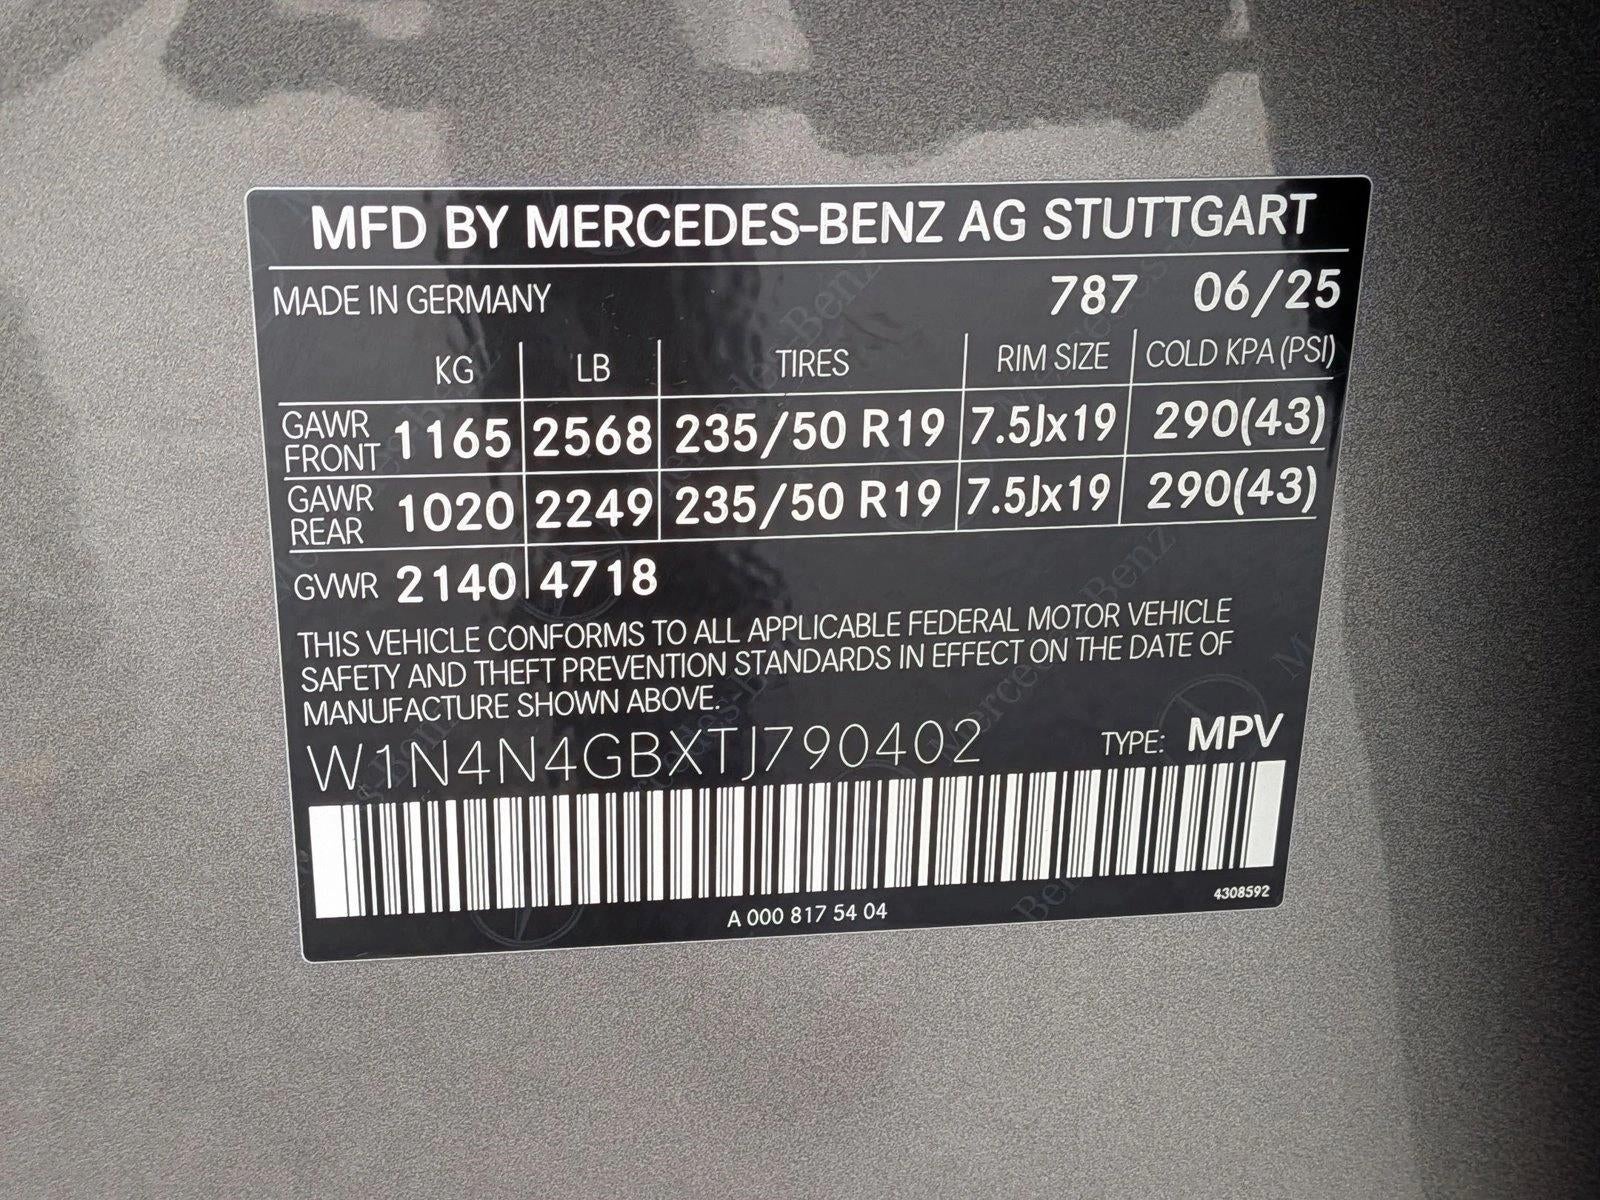 MFD BY MERCEDES-BENZ AG STUTTGART
MADE IN GERMANY 787 06/25
KG LB TIRES RIM SIZE COLD KPA (PSI)
GAWR FRONT 1165 2568 235/50 R19 7.5Jx19 290(43)
GAWR REAR 1020 2249 235/50 R19 7.5Jx19 290(43)
GVWR 2140 4718
THIS VEHICLE CONFORMS TO ALL APPLICABLE FEDERAL MOTOR VEHICLE
SAFETY AND THEFT PREVENTION STANDARDS IN EFFECT ON THE DATE OF
MANUFACTURE SHOWN ABOVE.
W1N4N4GBXTJ790402 TYPE: MPV
A 000 817 54 04
4308592